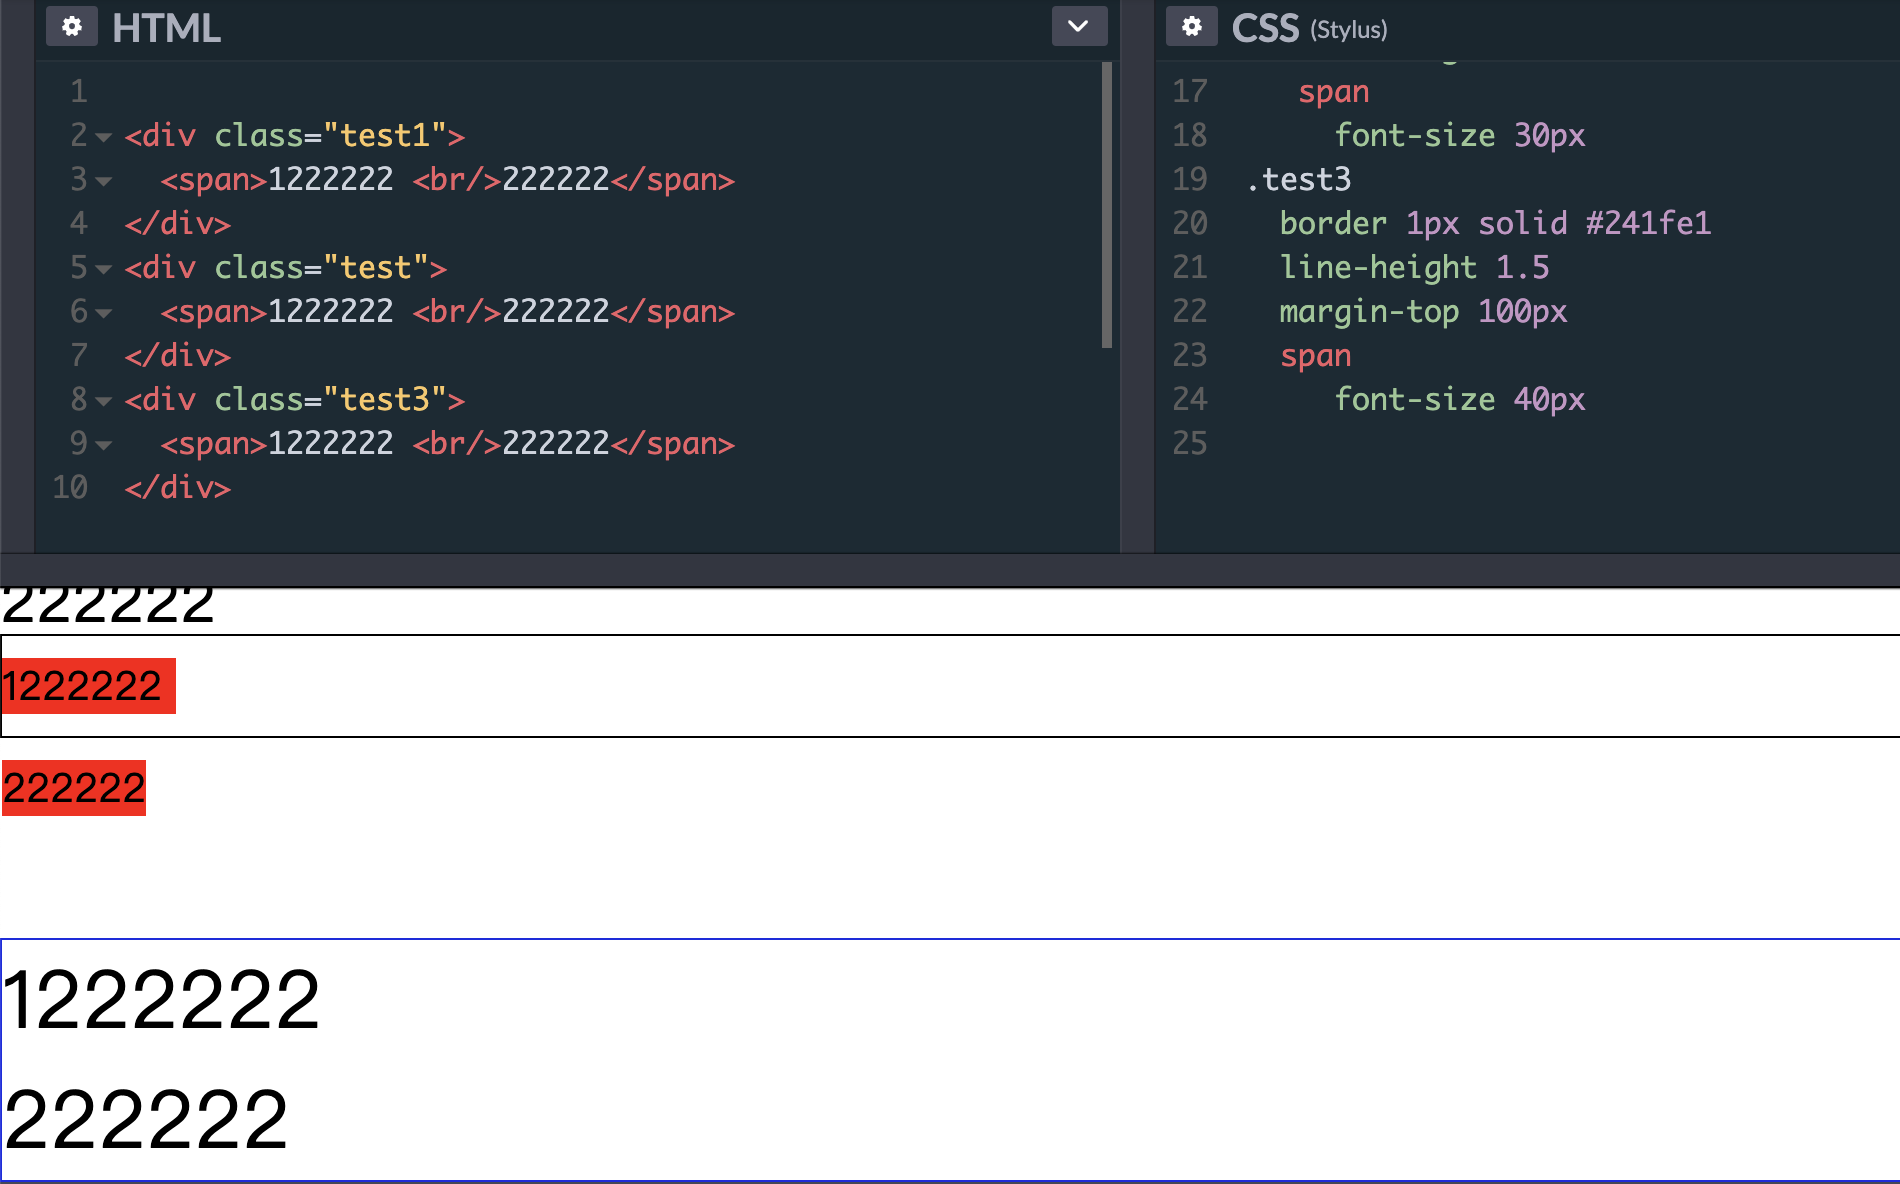 HTML
1
2 <div class="test1">
3 <span>1222222 <br/>222222</span>
4 </div>
5 <div class="test">
6 <span>1222222 <br/>222222</span>
7 </div>
8 <div class="test3">
9 <span>1222222 <br/>222222</span>
10 </div>
CSS (Stylus)
17 span
18 font-size 30px
19 .test3
20 border 1px solid #241fe1
21 line-height 1.5
22 margin-top 100px
23 span
24 font-size 40px
25
222222
1222222
222222
1222222
222222